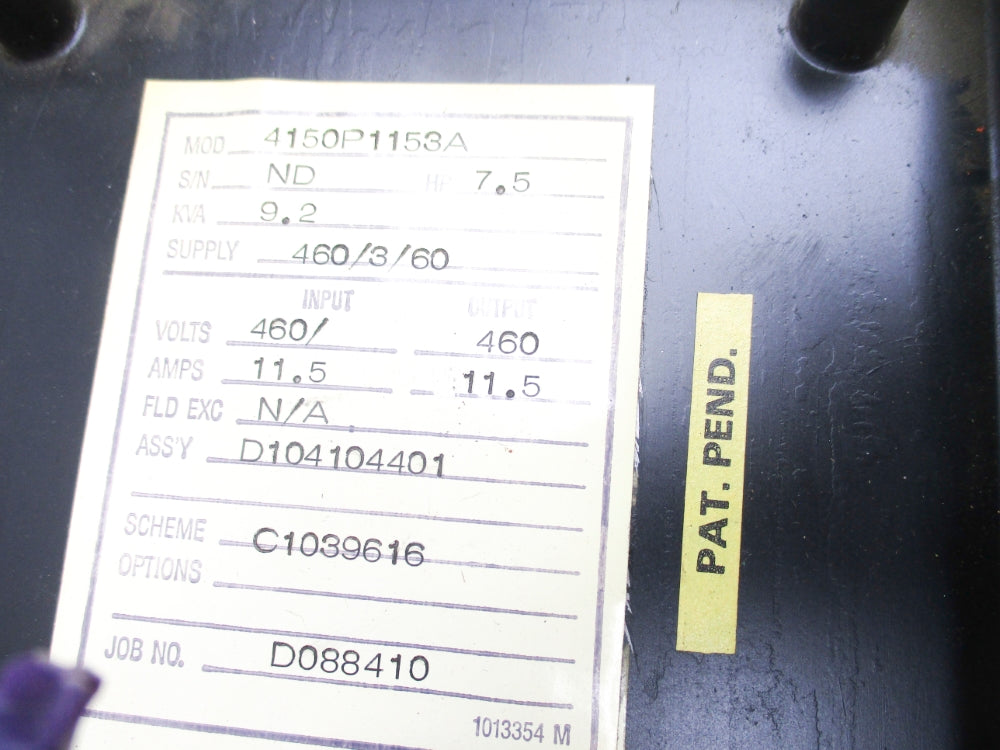 MOD 4150P1153A
S/N ND HP 7.5
KVA 9.2
SUPPLY 460/3/60
INPUT OUTPUT
VOLTS 460/ 460
AMPS 11.5 11.5
FLD EXC N/A
ASS'Y D104104401
SCHEME C1039616
OPTIONS
JOB NO. D088410
1013354 M
PAT. PEND.